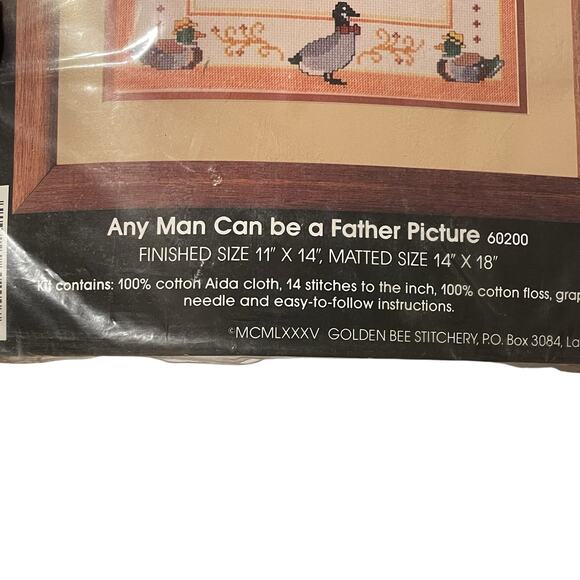 Any Man Can be a Father Picture 60200
FINISHED SIZE 11" X 14", MATTED SIZE 14" X 18"
Kit contains: 100% cotton Aida cloth, 14 stitches to the inch, 100% cotton floss, grap
needle and easy-to-follow instructions.
©MCMLXXXV GOLDEN BEE STITCHERY, P.O. Box 3084, La